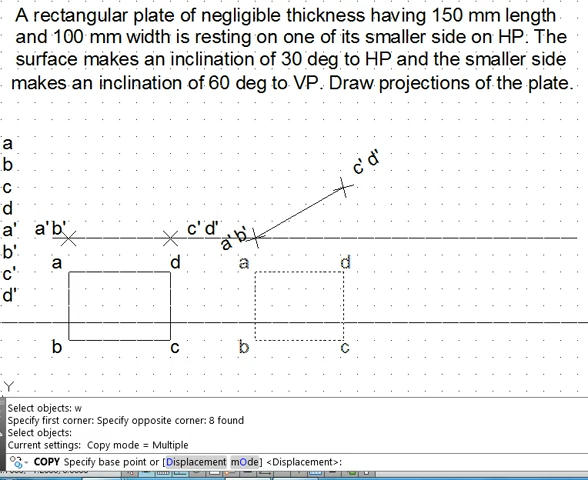 A rectangular plate of negligible thickness having 150 mm length
and 100 mm width is resting on one of its smaller side on HP. The
surface makes an inclination of 30 deg to HP and the smaller side
makes an inclination of 60 deg to VP. Draw projections of the plate.
a
b
c
d
a'
b'
c'
d'
c' d'
a' b'
c' d'
a' b'
a
d
a
d
b
c
b
c
Y
Select objects: w
Specify first corner: Specify opposite corner: 8 found
Select objects:
Current settings: Copy mode = Multiple
COPY Specify base point or [Displacement mOde] <Displacement>: